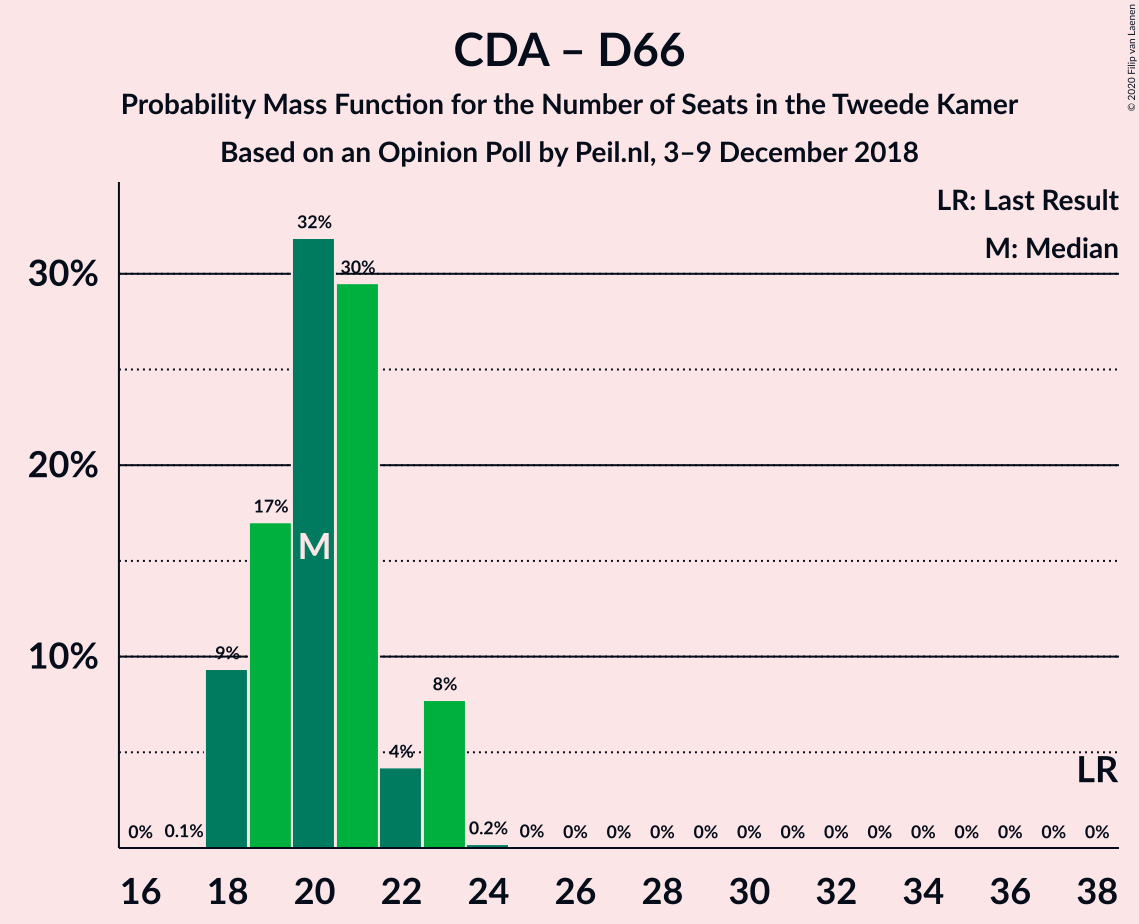 CDA – D66
Probability Mass Function for the Number of Seats in the Tweede Kamer
Based on an Opinion Poll by Peil.nl, 3–9 December 2018
© 2020 Filip van Laenen
LR: Last Result
M: Median
30%
20%
10%
0% 0.1% 9% 17% 32% 30% 4% 8% 0.2% 0% 0% 0% 0% 0% 0% 0% 0% 0% 0% 0% 0% 0% 0%
M
LR
16 18 20 22 24 26 28 30 32 34 36 38